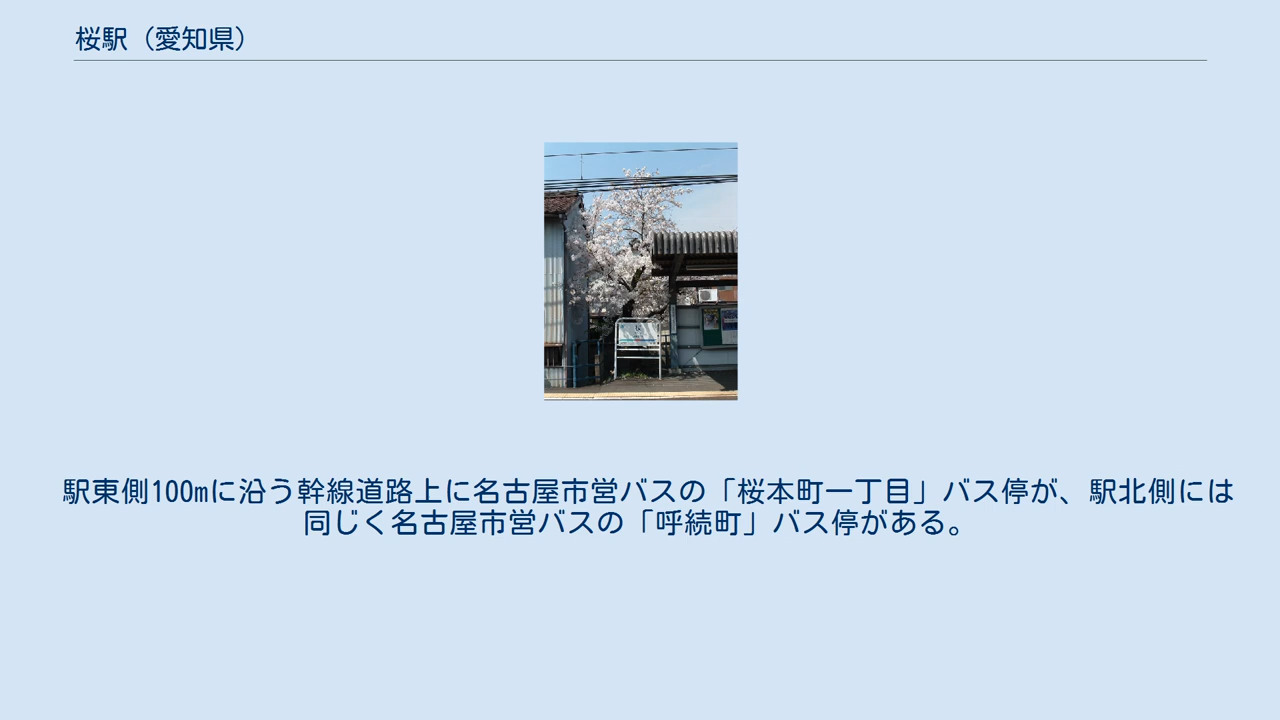 桜駅（愛知県）
駅東側100mに沿う幹線道路上に名古屋市営バスの「桜本町一丁目」バス停が、駅北側には
同じく名古屋市営バスの「呼続町」バス停がある。